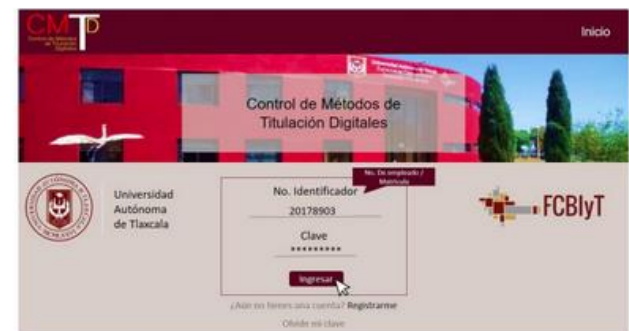 CMTD
Control de Métodos
de Titulación
Digitales
Inicio
Control de Métodos de
Titulación Digitales
No. De empleado /
Matrícula
No. Identificador
20178903
Universidad
Autónoma
de Tlaxcala
Clave
*********
FCBIyT
Ingresar
¿Aún no tienes una cuenta? Registrarme
Olvide mi clave